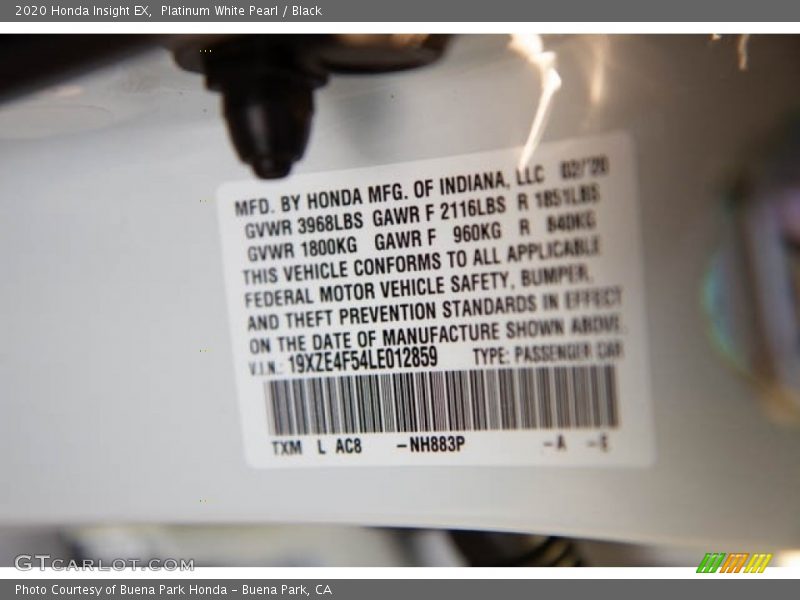 2020 Honda Insight EX,  Platinum White Pearl / Black
MFD. BY HONDA MFG. OF INDIANA, LLC 02/'20
GVWR 3968LBS GAWR F 2116LBS R 1851LBS
GVWR 1800KG GAWR F 960KG R 840KG
THIS VEHICLE CONFORMS TO ALL APPLICABLE
FEDERAL MOTOR VEHICLE SAFETY, BUMPER,
AND THEFT PREVENTION STANDARDS IN EFFECT
ON THE DATE OF MANUFACTURE SHOWN ABOVE.
V.I.N.: 19XZE4F54LE012859 TYPE: PASSENGER CAR
TXM L AC8 -NH883P -A -E
GTCARLOT.COM
Photo Courtesy of Buena Park Honda - Buena Park, CA